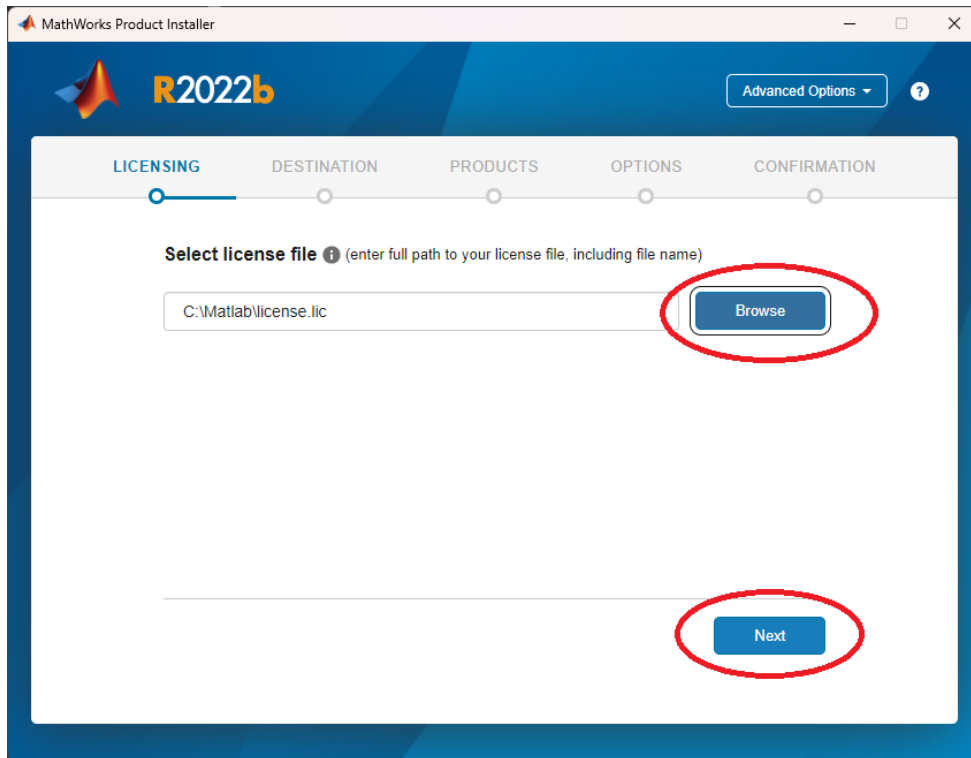 MathWorks Product Installer
R2022b
Advanced Options
?
LICENSING DESTINATION PRODUCTS OPTIONS CONFIRMATION
Select license file i (enter full path to your license file, including file name)
C:\Matlab\license.lic
Browse
Next